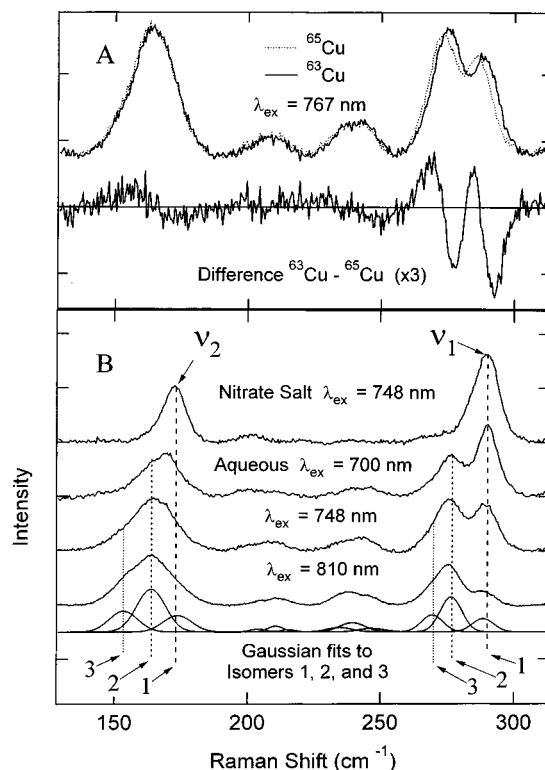 A
⁶⁵Cu
⁶³Cu
λex = 767 nm
Difference ⁶³Cu - ⁶⁵Cu (x3)
B
ν₂
ν₁
Nitrate Salt λex = 748 nm
Aqueous λex = 700 nm
λex = 748 nm
λex = 810 nm
Gaussian fits to
Isomers 1, 2, and 3
3
2
1
1
2
3
Intensity
150 200 250 300
Raman Shift (cm⁻¹)